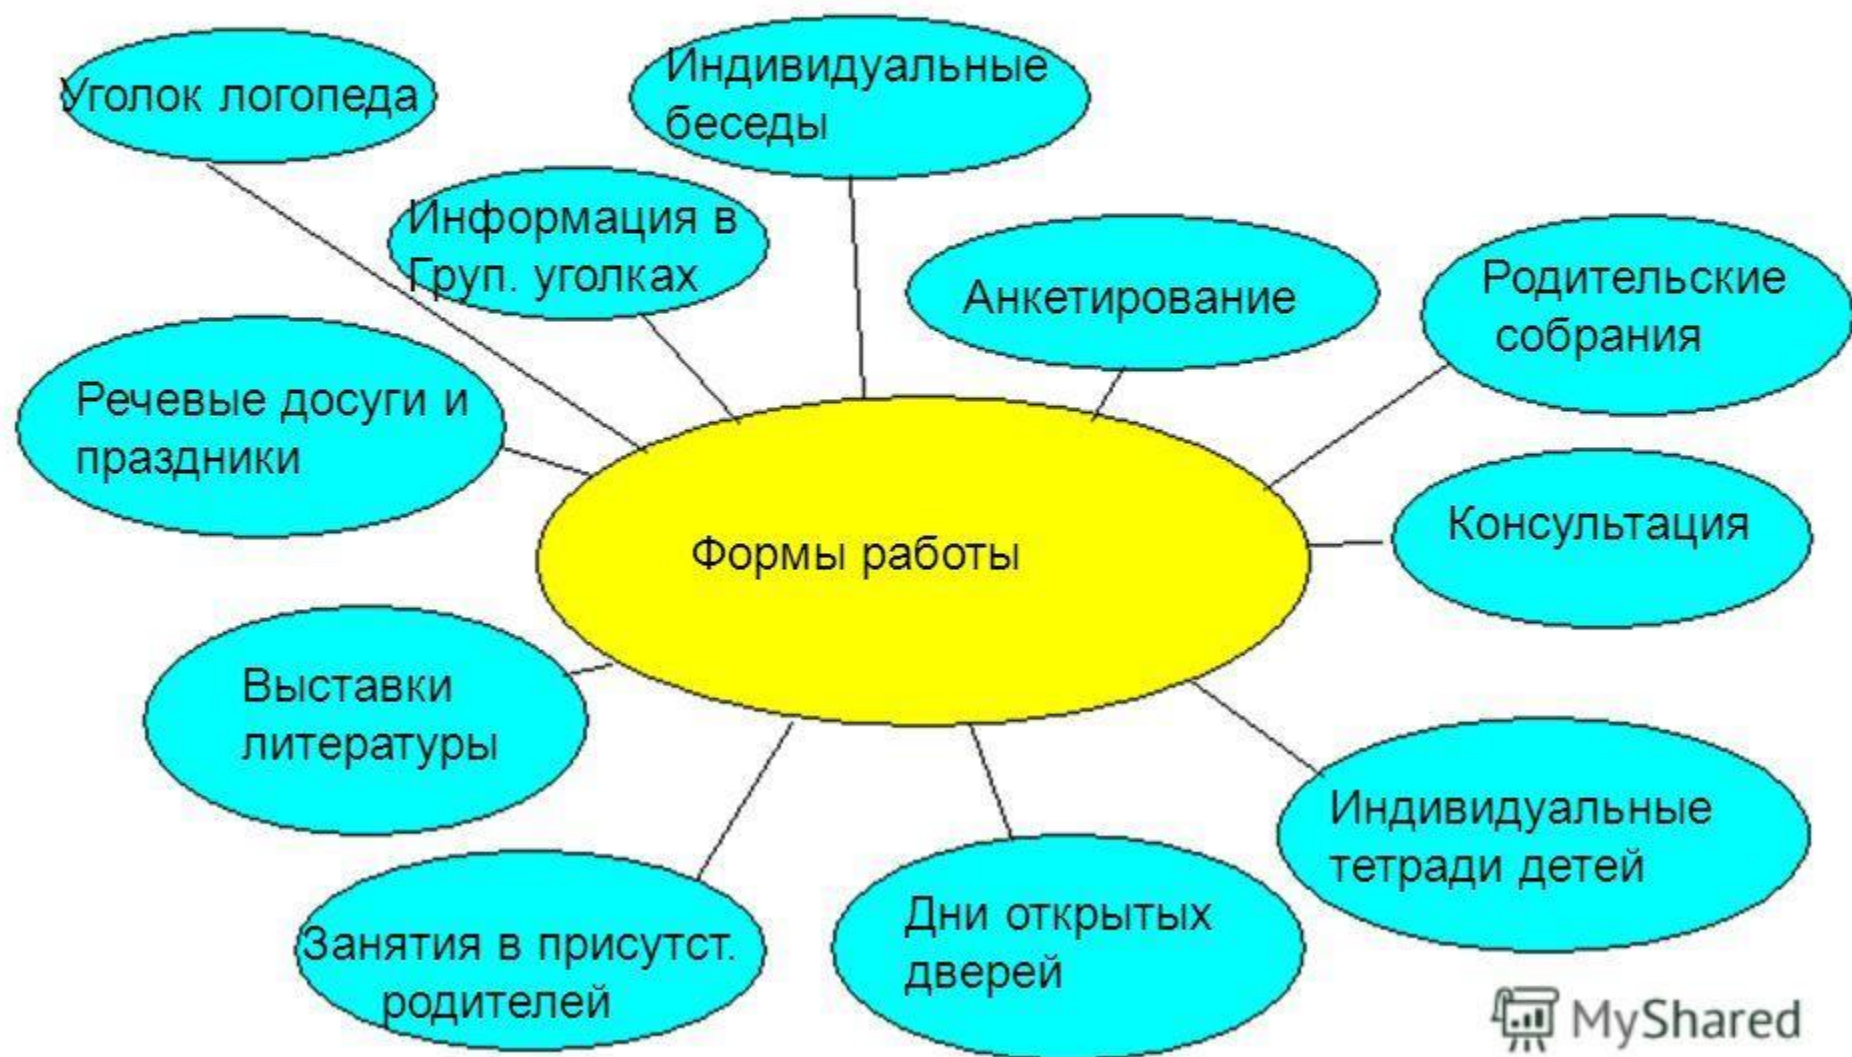 Уголок логопеда
Индивидуальные
беседы
Информация в
Груп. уголках
Анкетирование
Родительские
собрания
Речевые досуги и
праздники
Формы работы
Консультация
Выставки
литературы
Индивидуальные
тетради детей
Занятия в присутст.
родителей
Дни открытых
дверей
MyShared